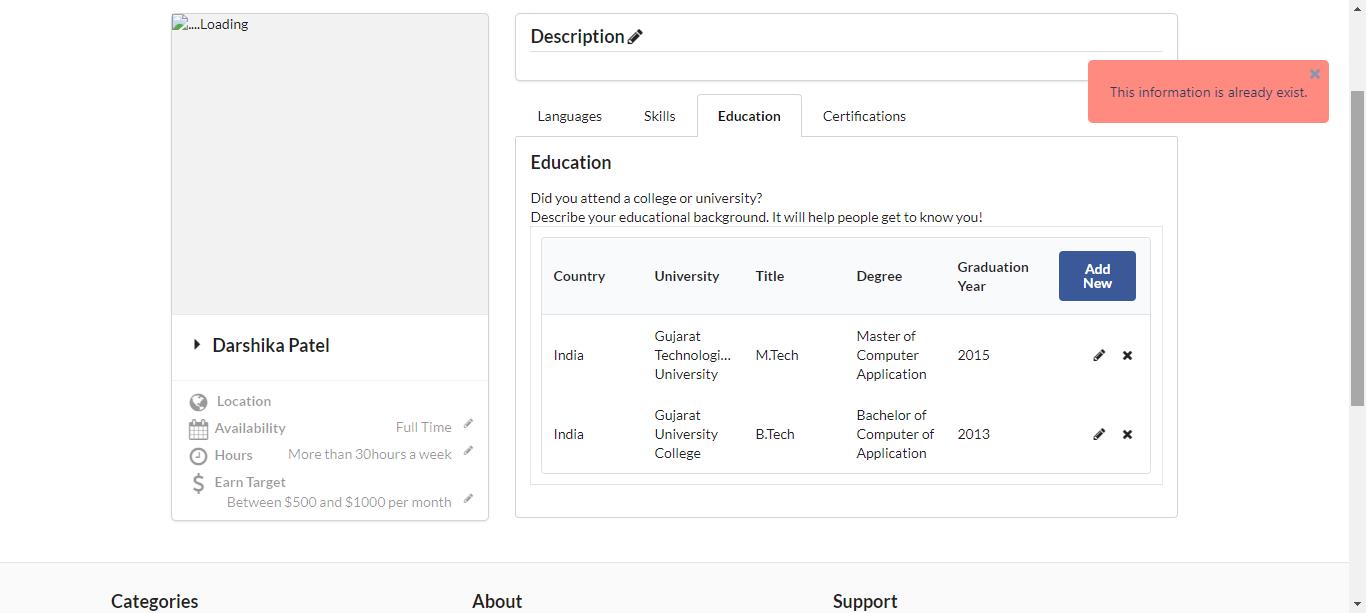 ....Loading
Darshika Patel
Location
Availability
Full Time
Hours
More than 30hours a week
Earn Target
Between $500 and $1000 per month
Description
This information is already exist.
Languages
Skills
Education
Certifications
Education
Did you attend a college or university?
Describe your educational background. It will help people get to know you!
Country
University
Title
Degree
Graduation
Year
Add
New
India
Gujarat
Technologi...
University
M.Tech
Master of
Computer
Application
2015
India
Gujarat
University
College
B.Tech
Bachelor of
Computer of
Application
2013
Categories
About
Support